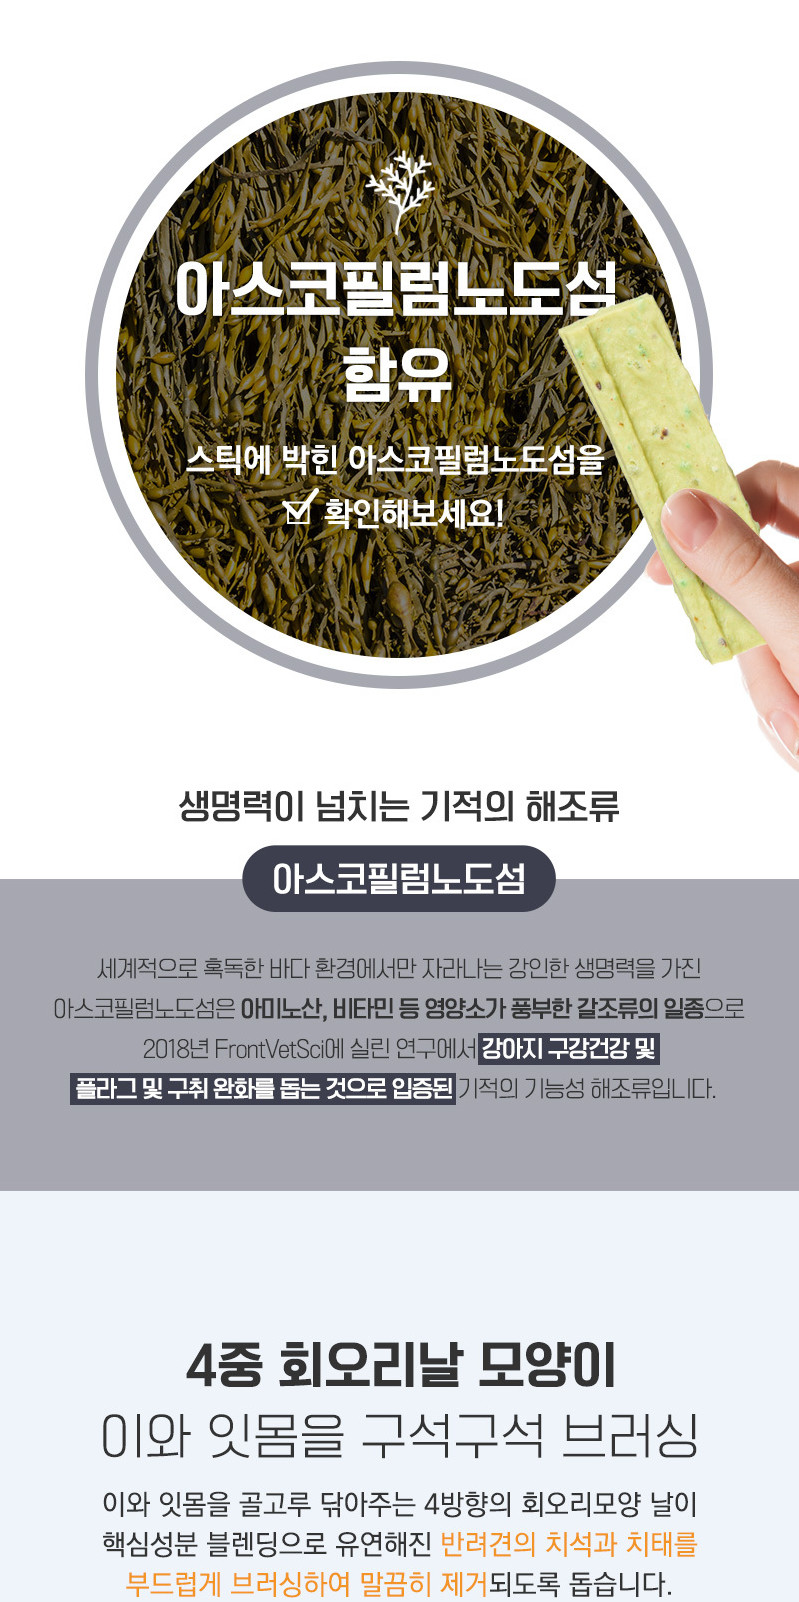 아스코필럼노도섬
함유
스틱에 박힌 아스코필럼노도섬을
확인해보세요!
생명력이 넘치는 기적의 해조류
아스코필럼노도섬
세계적으로 혹독한 바다 환경에서만 자라나는 강인한 생명력을 가진
아스코필럼노도섬은 아미노산, 비타민 등 영양소가 풍부한 갈조류의 일종으로
2018년 FrontVetSci에 실린 연구에서 강아지 구강건강 및
플라그 및 구취 완화를 돕는 것으로 입증된 기적의 기능성 해조류입니다.
4중 회오리날 모양이
이와 잇몸을 구석구석 브러싱
이와 잇몸을 골고루 닦아주는 4방향의 회오리모양 날이
핵심성분 블렌딩으로 유연해진 반려견의 치석과 치태를
부드럽게 브러싱하여 말끔히 제거되도록 돕습니다.